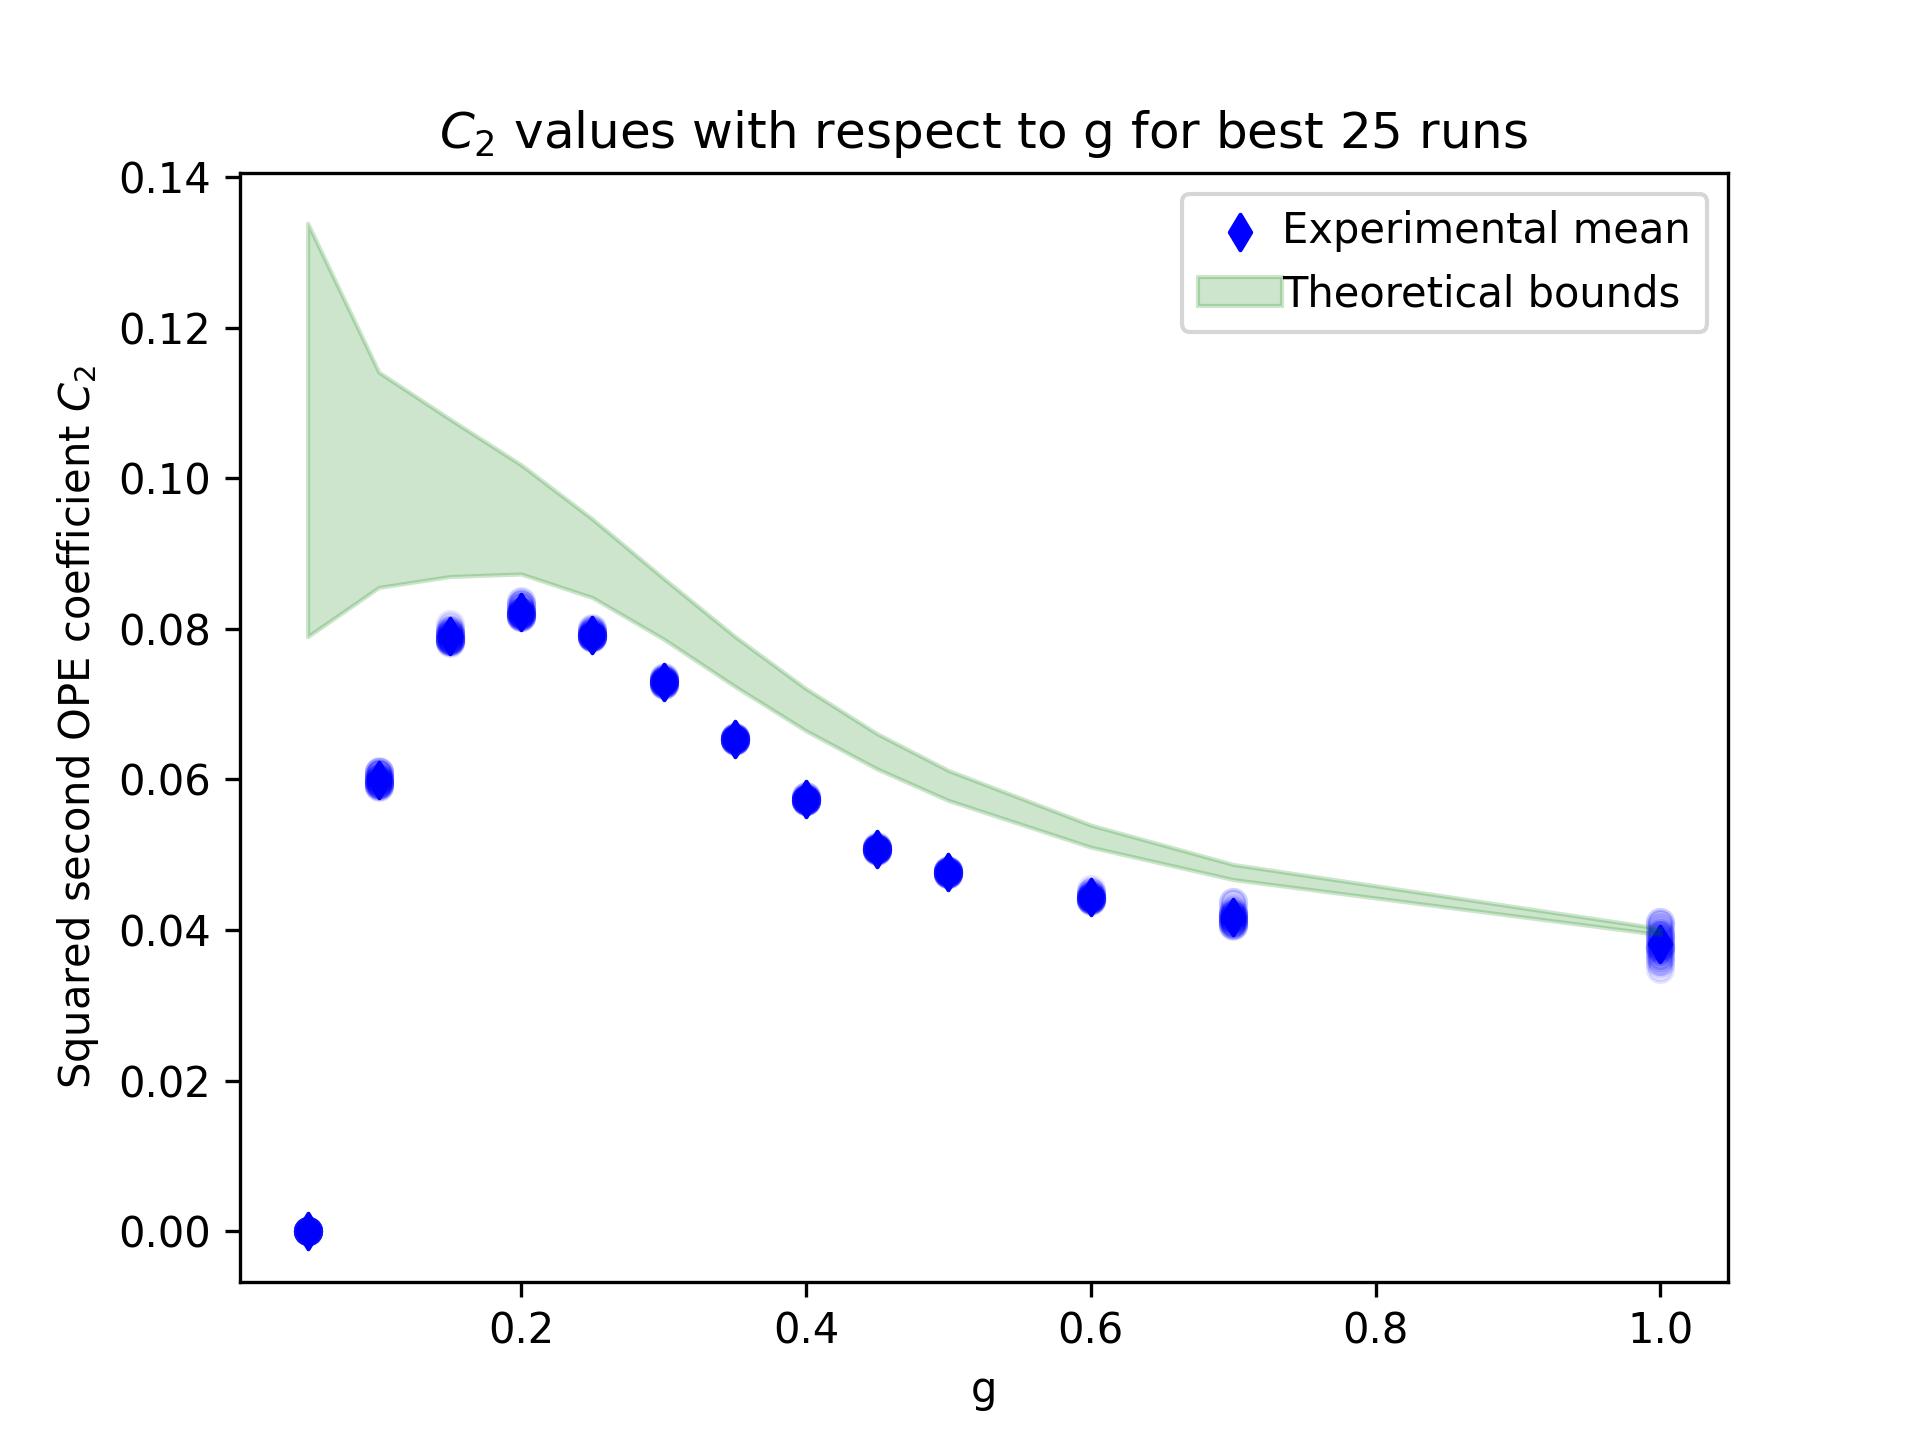 C₂ values with respect to g for best 25 runs
Experimental mean
Theoretical bounds
Squared second OPE coefficient C₂
0.14
0.12
0.10
0.08
0.06
0.04
0.02
0.00
0.2
0.4
0.6
0.8
1.0
g